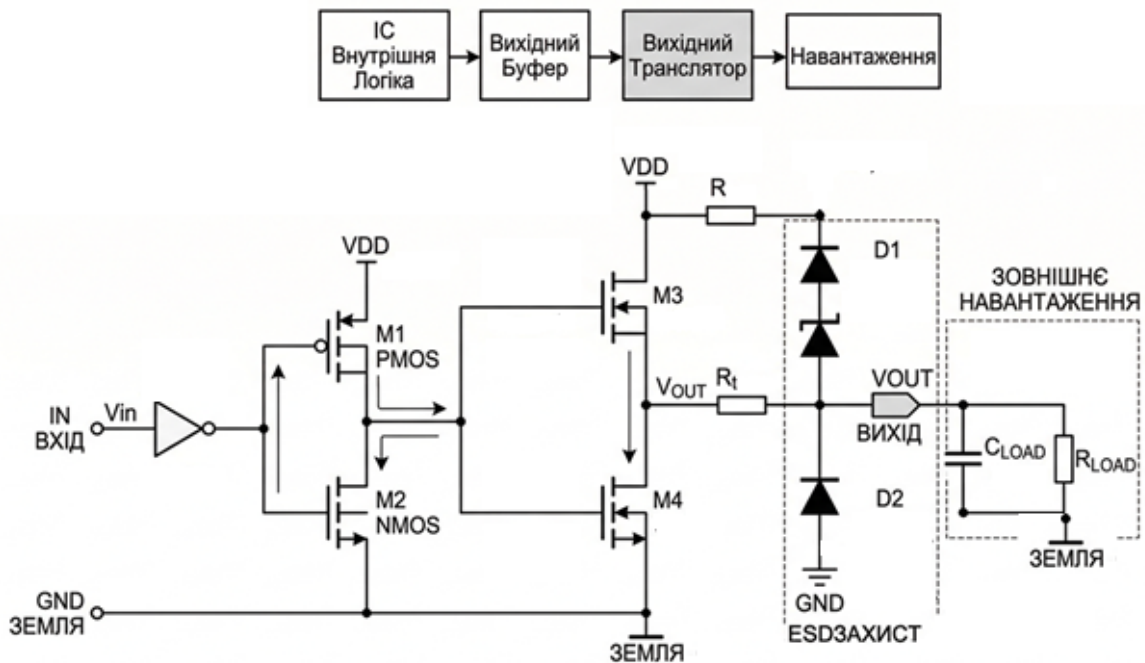 IC
Внутрішня
Логіка
Вихідний
Буфер
Вихідний
Транслятор
Навантаження
VDD
R
D1
VDD
M3
ЗОВНІШНЄ
НАВАНТАЖЕННЯ
M1
PMOS
IN
ВХІД
Vin
VOUT
Rt
VOUT
ВИХІД
CLOAD
RLOAD
M2
NMOS
M4
D2
ЗЕМЛЯ
GND
ЗЕМЛЯ
GND
ЗЕМЛЯ
ESDЗАХИСТ